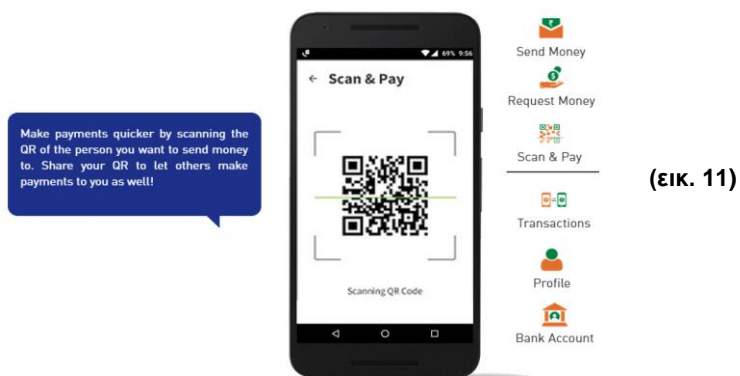 Make payments quicker by scanning the
QR of the person you want to send money
to. Share your QR to let others make
payments to you as well!
69% 9:56
← Scan & Pay
Scanning QR Code
Send Money
Request Money
Scan & Pay
Transactions
Profile
Bank Account
(εικ. 11)